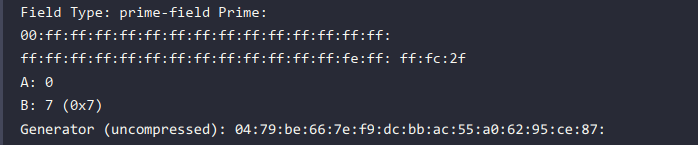 Field Type: prime-field Prime:
00:ff:ff:ff:ff:ff:ff:ff:ff:ff:ff:ff:ff:ff:ff:
ff:ff:ff:ff:ff:ff:ff:ff:ff:ff:ff:ff:ff:fe:ff: ff:fc:2f
A: 0
B: 7 (0x7)
Generator (uncompressed): 04:79:be:66:7e:f9:dc:bb:ac:55:a0:62:95:ce:87: